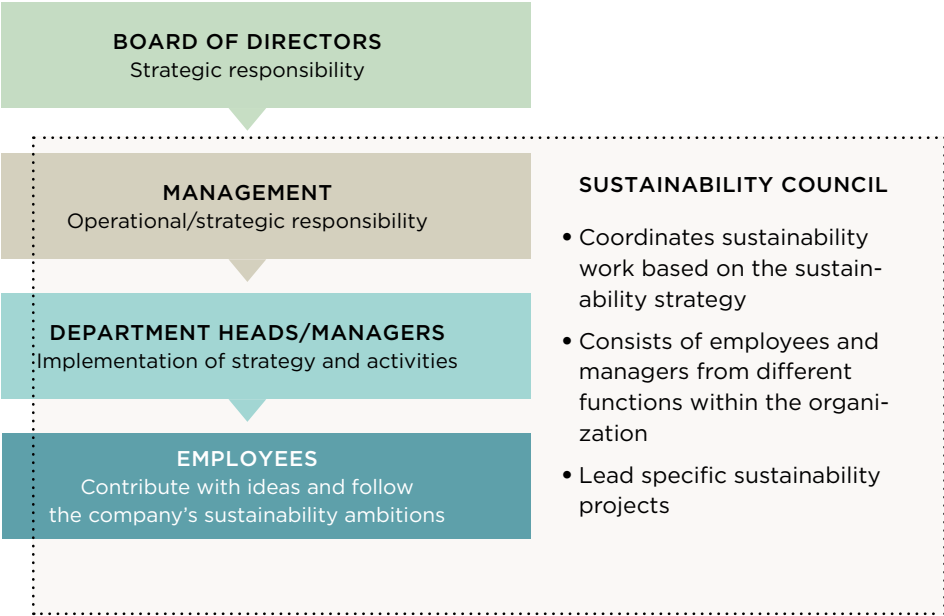 BOARD OF DIRECTORS
Strategic responsibility
MANAGEMENT
Operational/strategic responsibility
DEPARTMENT HEADS/MANAGERS
Implementation of strategy and activities
EMPLOYEES
Contribute with ideas and follow
the company’s sustainability ambitions
SUSTAINABILITY COUNCIL
• Coordinates sustainability
work based on the sustain-
ability strategy
• Consists of employees and
managers from different
functions within the organi-
zation
• Lead specific sustainability
projects